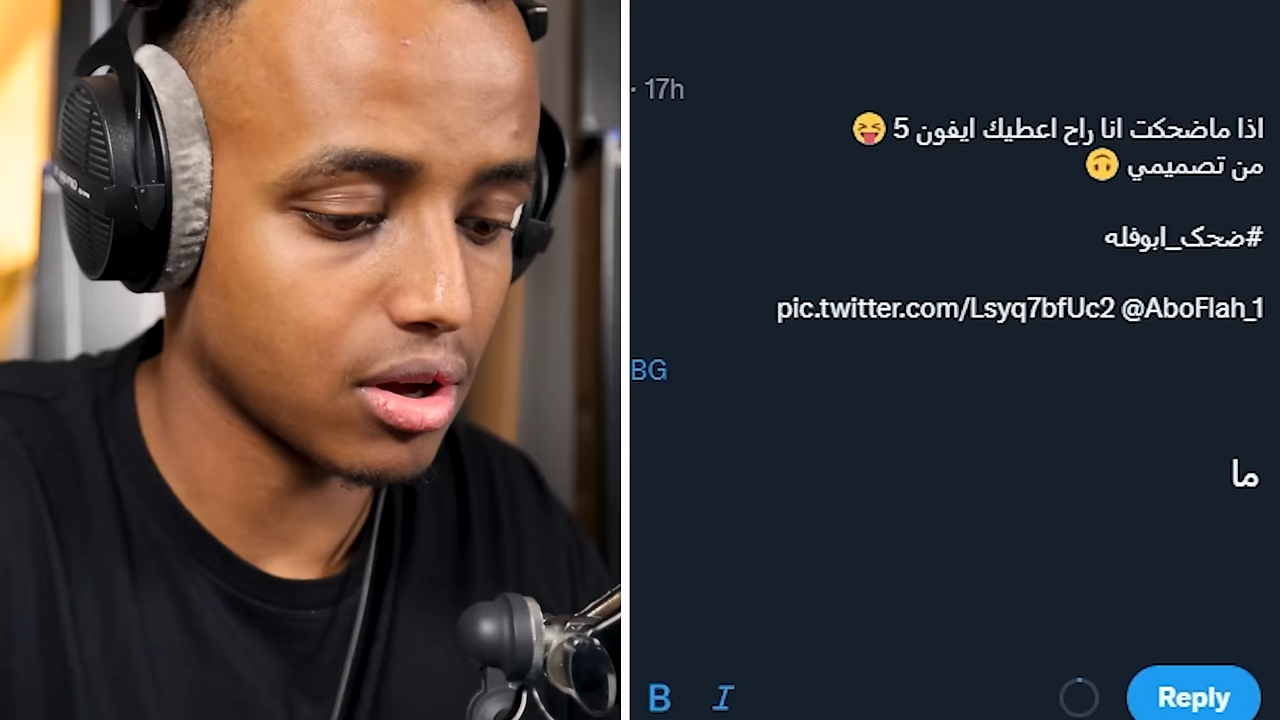 · 17h
اذا ماضحكت انا راح اعطيك ايفون 5 😝
من تصميمي 🙃
#ضحك_ابوفله
pic.twitter.com/Lsyq7bfUc2 @AboFlah_1
BG
ما
B I Reply